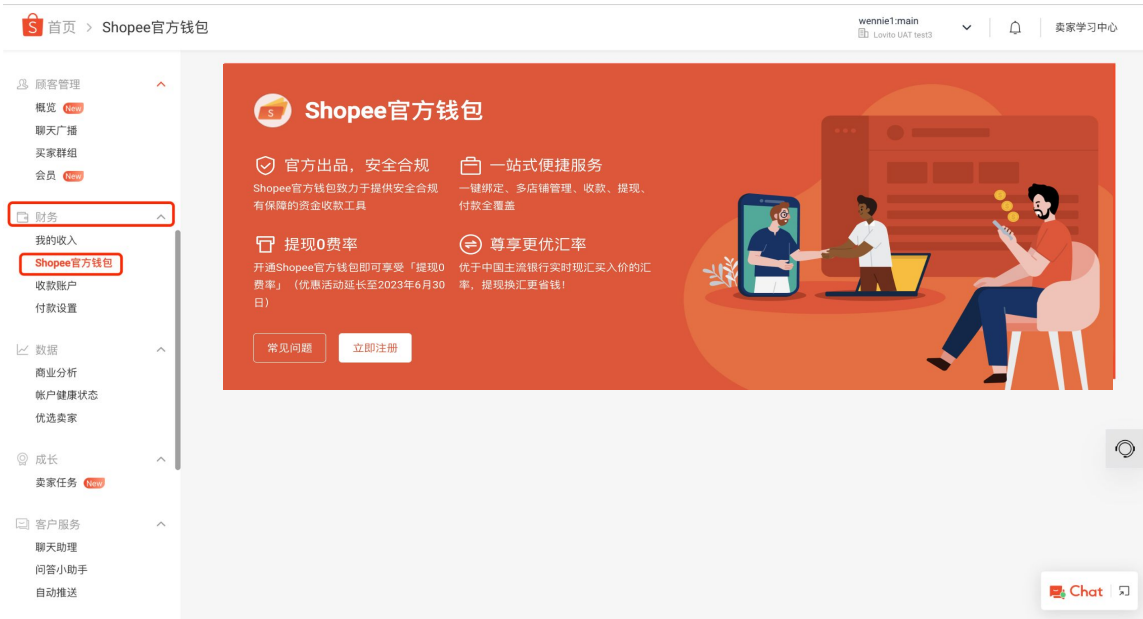 首页 > Shopee官方钱包
wennie1:main
Lovito UAT test3
卖家学习中心
顾客管理
概览 New
聊天广播
买家群组
会员 New
财务
我的收入
Shopee官方钱包
收款账户
付款设置
数据
商业分析
帐户健康状态
优选卖家
成长
卖家任务 New
客户服务
聊天助理
问答小助手
自动推送
Shopee官方钱包
官方出品，安全合规
Shopee官方钱包致力于提供安全合规
有保障的资金收款工具
一站式便捷服务
一键绑定、多店铺管理、收款、提现、
付款全覆盖
提现0费率
开通Shopee官方钱包即可享受「提现0
费率」（优惠活动延长至2023年6月30
日）
尊享更优汇率
优于中国主流银行实时现汇买入价的汇
率，提现换汇更省钱!
常见问题
立即注册
Chat